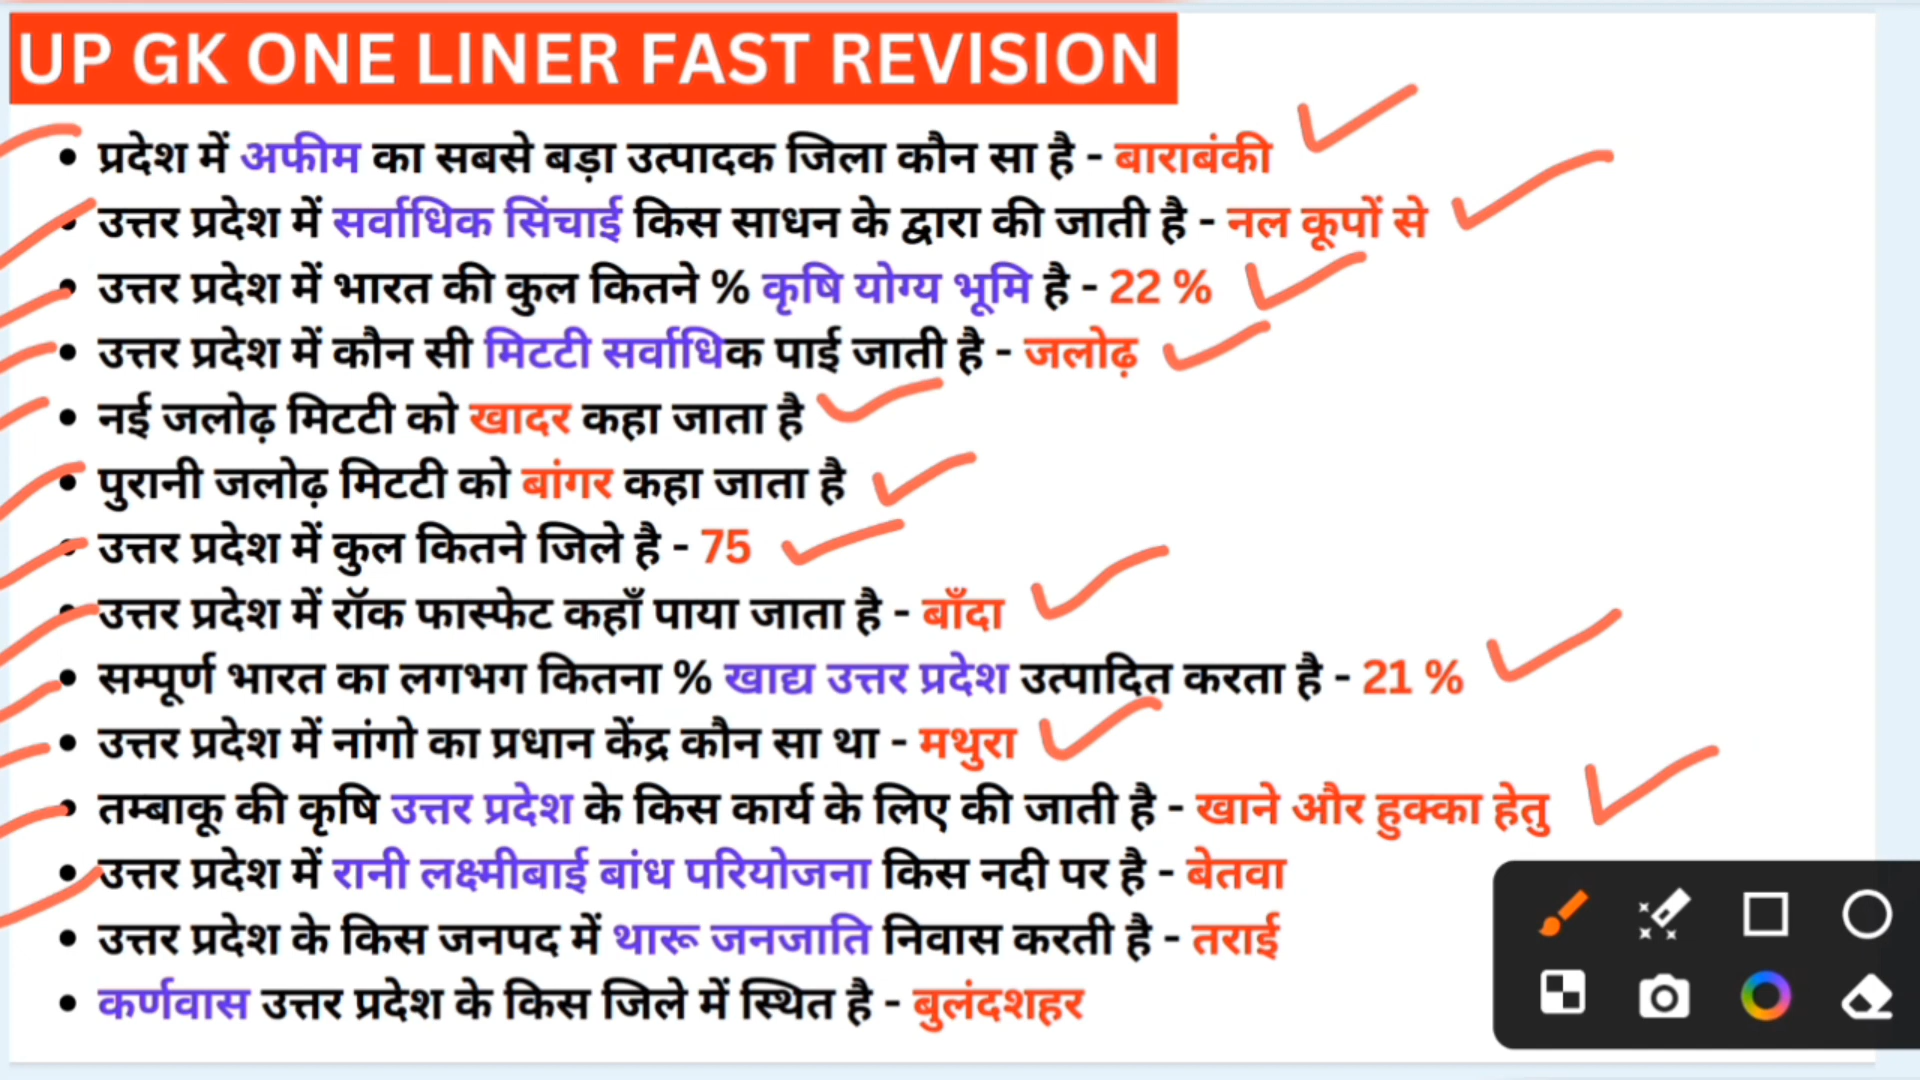 UP GK ONE LINER FAST REVISION
• प्रदेश में अफीम का सबसे बड़ा उत्पादक जिला कौन सा है - बाराबंकी
• उत्तर प्रदेश में सर्वाधिक सिंचाई किस साधन के द्वारा की जाती है - नल कूपों से
• उत्तर प्रदेश में भारत की कुल कितने % कृषि योग्य भूमि है - 22 %
• उत्तर प्रदेश में कौन सी मिटटी सर्वाधिक पाई जाती है - जलोढ़
• नई जलोढ़ मिटटी को खादर कहा जाता है
• पुरानी जलोढ़ मिटटी को बांगर कहा जाता है
• उत्तर प्रदेश में कुल कितने जिले है - 75
• उत्तर प्रदेश में रॉक फास्फेट कहाँ पाया जाता है - बाँदा
• सम्पूर्ण भारत का लगभग कितना % खाद्य उत्तर प्रदेश उत्पादित करता है - 21 %
• उत्तर प्रदेश में नांगो का प्रधान केंद्र कौन सा था - मथुरा
• तम्बाकू की कृषि उत्तर प्रदेश के किस कार्य के लिए की जाती है - खाने और हुक्का हेतु
• उत्तर प्रदेश में रानी लक्ष्मीबाई बांध परियोजना किस नदी पर है - बेतवा
• उत्तर प्रदेश के किस जनपद में थारू जनजाति निवास करती है - तराई
• कर्णवास उत्तर प्रदेश के किस जिले में स्थित है - बुलंदशहर